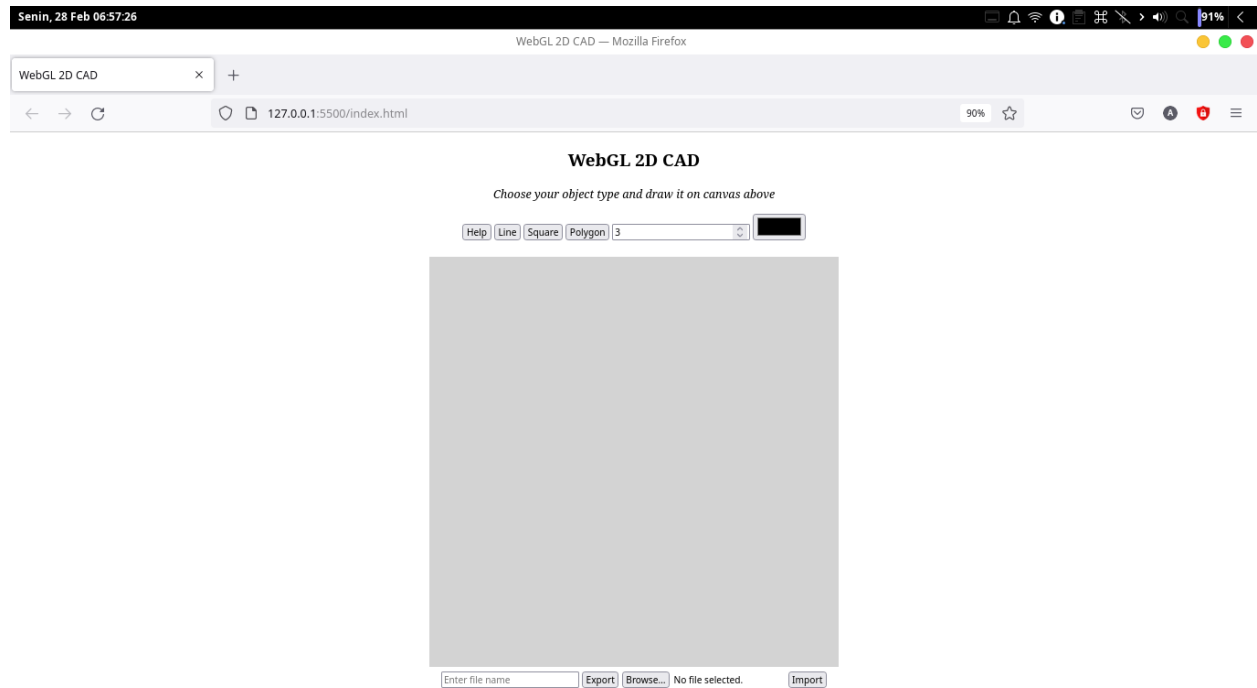 Senin, 28 Feb 06:57:26 91%
WebGL 2D CAD — Mozilla Firefox
WebGL 2D CAD
127.0.0.1:5500/index.html 90% A
WebGL 2D CAD
Choose your object type and draw it on canvas above
Help Line Square Polygon 3
Enter file name Export Browse... No file selected. Import